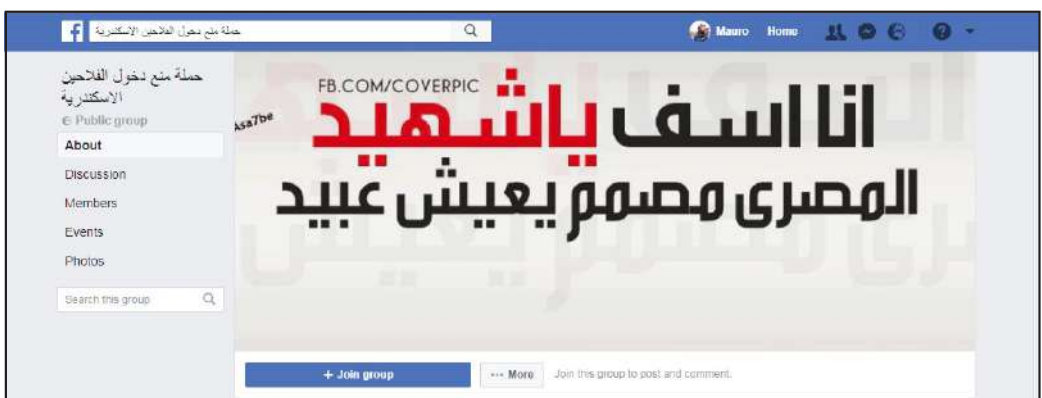 حملة منع دخول الفلاحين الاسكندرية
Mauro Home
حملة منع دخول الفلاحين
الاسكندرية
Public group
About
Discussion
Members
Events
Photos
Search this group
FB.COM/COVERPIC
Asa7be
انا اسف ياشهيد
المصرى مصمم يعيش عبيد
+ Join group
··· More
Join this group to post and comment.